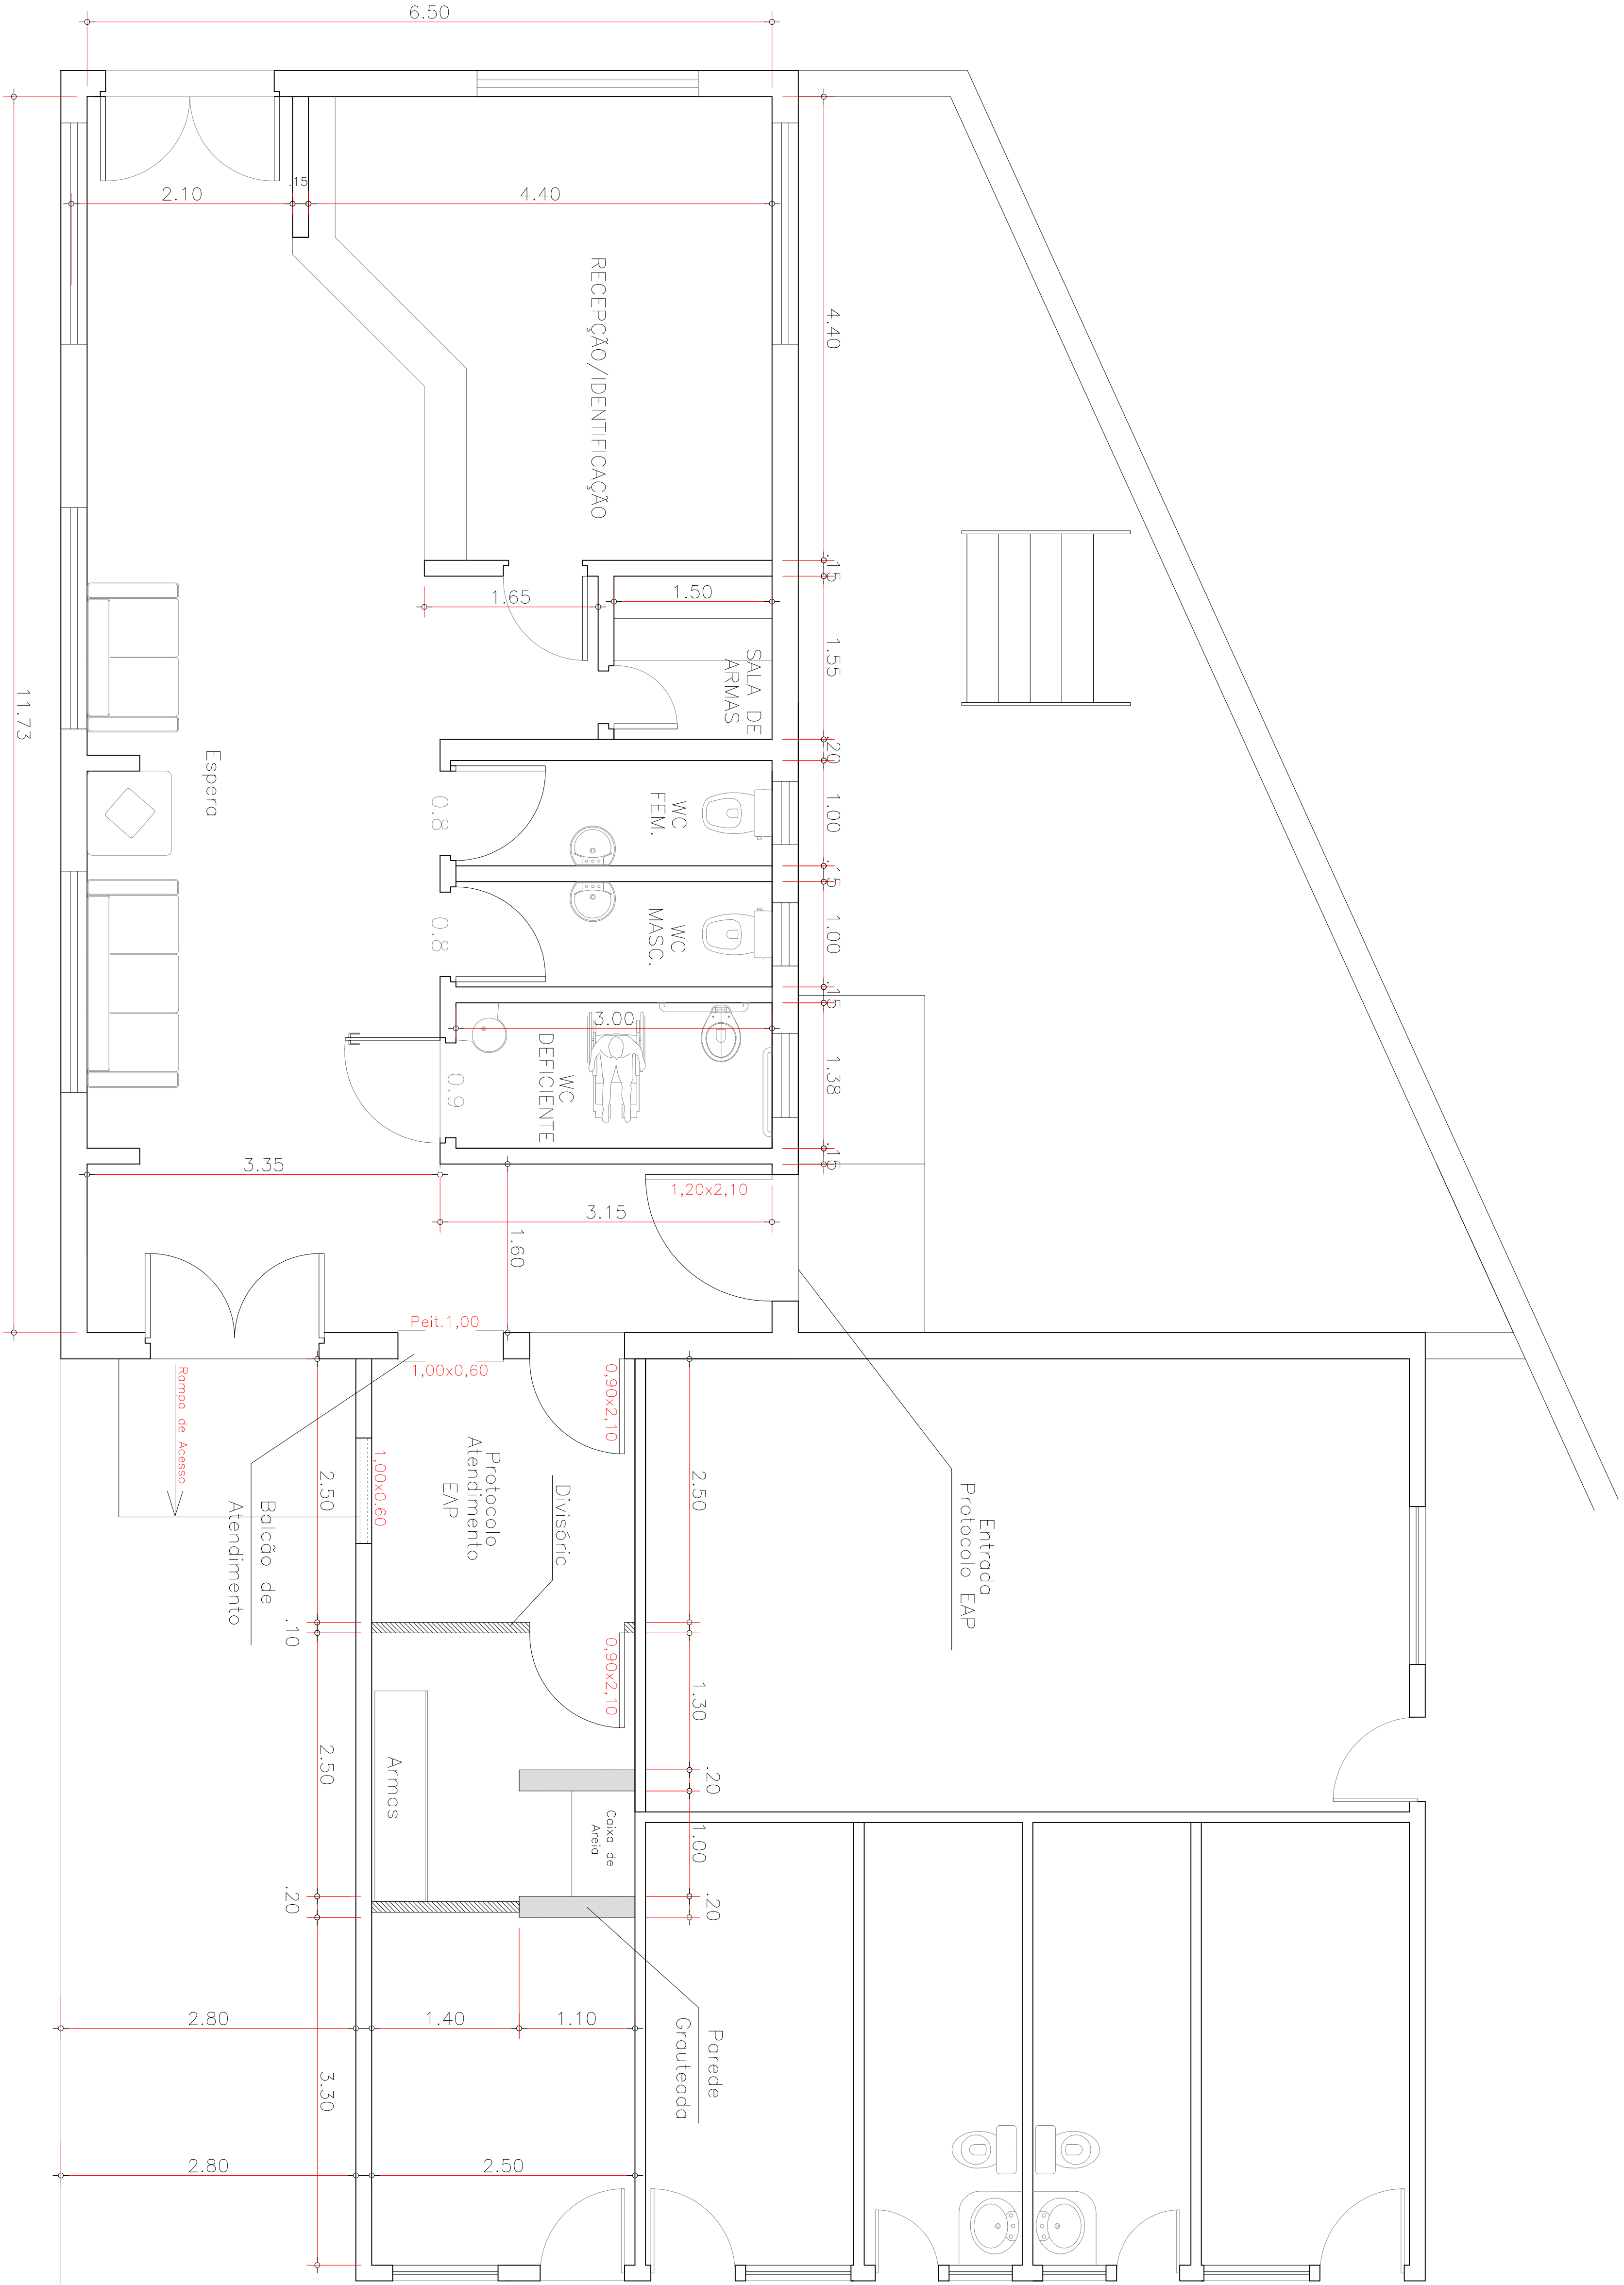 6.50
2.10
.15
4.40
RECEPÇÃO/IDENTIFICAÇÃO
4.40
.15
1.55
.20
1.00
.15
1.00
.15
1.38
.15
1.65
1.50
SALA DE
ARMAS
11.73
Espera
0.8
WC
FEM.
0.8
WC
MASC.
3.00
WC
DEFICIENTE
0.9
3.35
1,20x2,10
3.15
1.60
Peit.1,00
1,00x0,60
0,90x2,10
Rampa de Acesso
2.50
1,00x0.60
Protocolo
Atendimento
EAP
Divisória
2.50
Entrada
Protocolo EAP
Balcão de
Atendimento
.10
0,90x2,10
1.30
.20
2.50
Armas
Caixa de
Areia
1.00
.20
.20
2.80
1.40
1.10
Parede
Grauteada
3.30
2.80
2.50